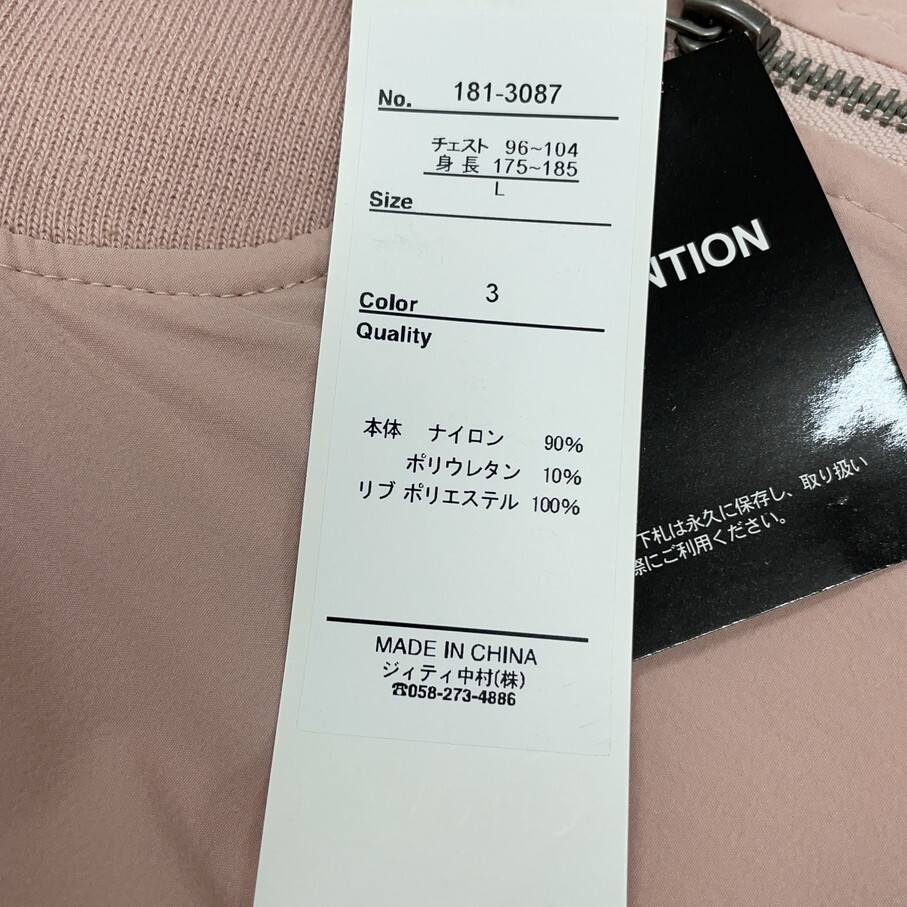 No. 181-3087
チェスト 96~104
身長 175~185
L
Size
Color 3
Quality
本体 ナイロン 90%
ポリウレタン 10%
リブ ポリエステル 100%
MADE IN CHINA
ジィティ中村(株)
☎058-273-4886
NTION
下札は永久に保存し、取り扱い
際にご利用ください。